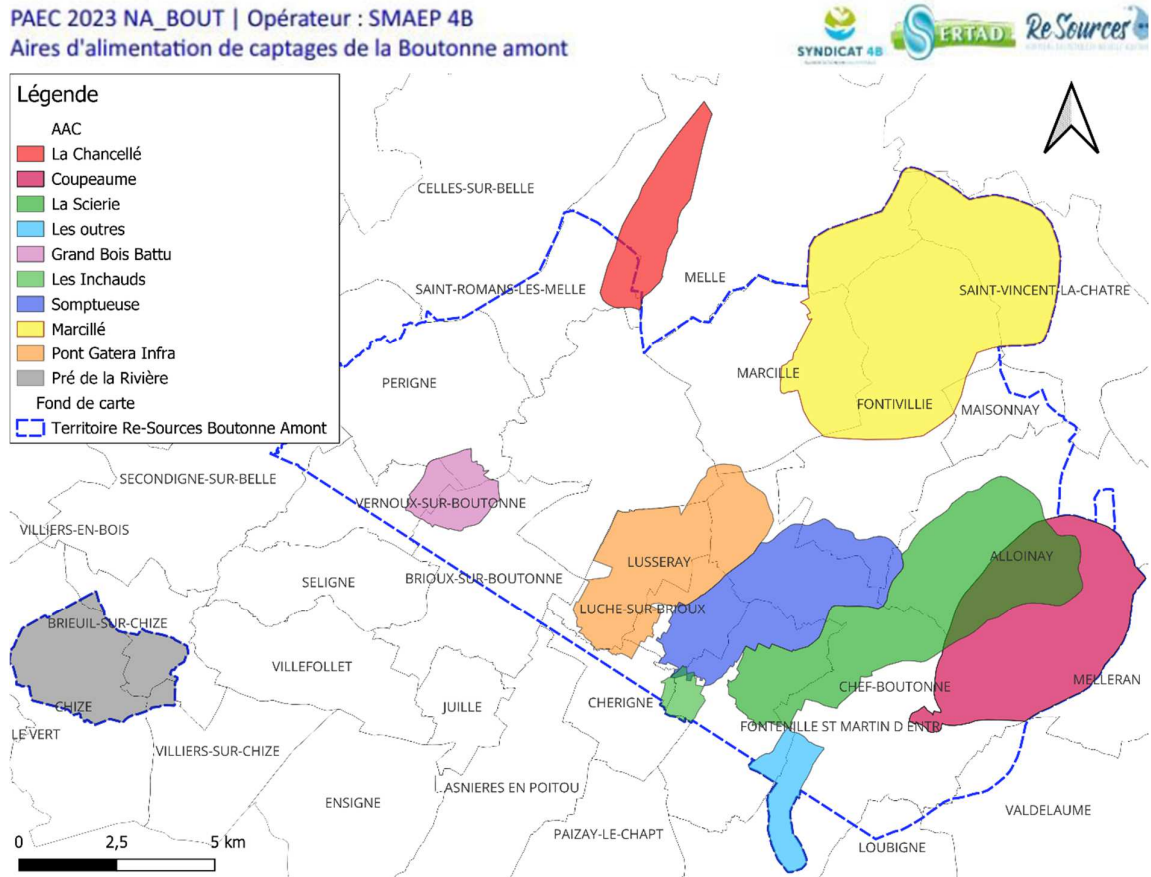 PAEC 2023 NA_BOUT | Opérateur : SMAEP 4B
Aires d'alimentation de captages de la Boutonne amont
SYNDICAT 4B
SERTAD
Re Sources
Légende
AAC
La Chancellé
Coupeaume
La Scierie
Les outres
Grand Bois Battu
Les Inchauds
Somptueuse
Marcillé
Pont Gatera Infra
Pré de la Rivière
Fond de carte
Territoire Re-Sources Boutonne Amont
CELLES-SUR-BELLE
SAINT-ROMANS-LES-MELLE
MELLE
SAINT-VINCENT-LA-CHATRE
PERIGNE
MARCILLE
FONTIVILLIE
MAISONNAY
SECONDIGNE-SUR-BELLE
VERNOUX-SUR-BOUTONNE
VILLIERS-EN-BOIS
LUSSERAY
ALLOINAY
SELIGNE
BRIOUX-SUR-BOUTONNE
LUCHE-SUR-BRIOUX
BRIEUIL-SUR-CHIZE
VILLEFOLLET
CHEF-BOUTONNE
MELLERAN
CHIZE
JUILLE
CHERIGNE
FONTENILLE ST MARTIN D ENTR
LE VERT
VILLIERS-SUR-CHIZE
ENSIGNE
ASNIERES EN POITOU
VALDELAUME
PAIZAY-LE-CHAPT
LOUBIGNE
0 2,5 5 km